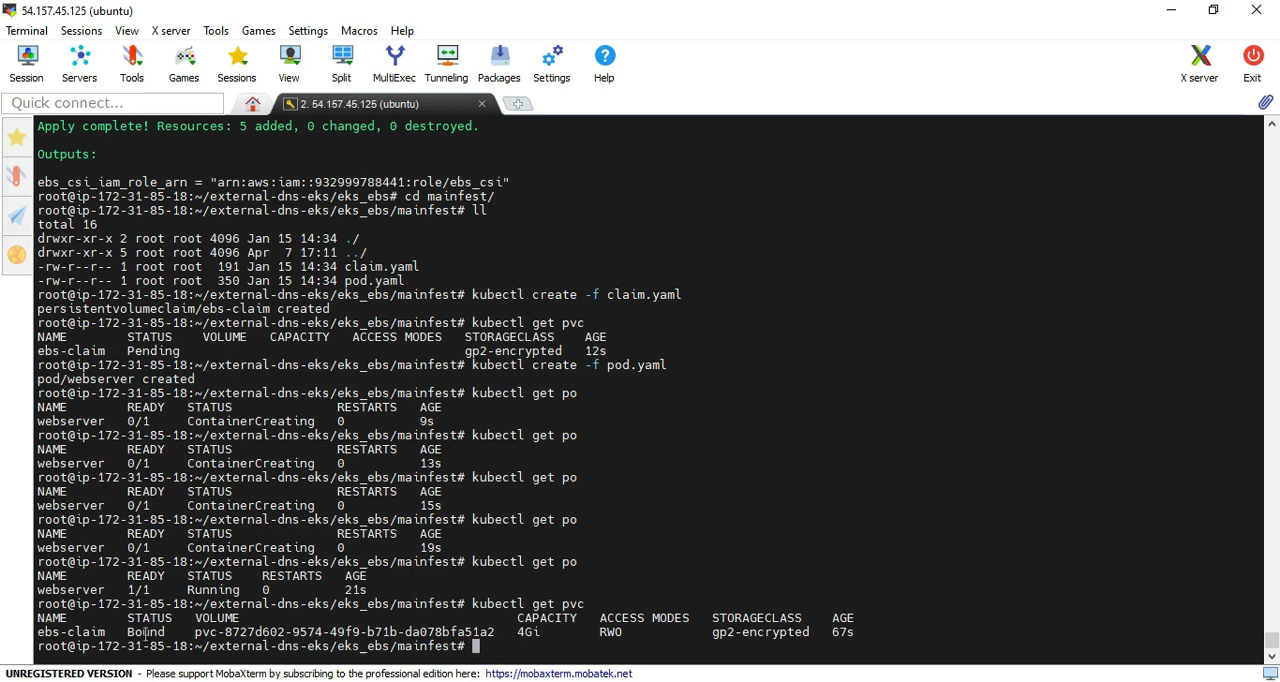 54.157.45.125 (ubuntu)
Terminal Sessions View X server Tools Games Settings Macros Help
Session Servers Tools Games Sessions View Split MultiExec Tunneling Packages Settings Help X server Exit
Quick connect... 2. 54.157.45.125 (ubuntu)
Apply complete! Resources: 5 added, 0 changed, 0 destroyed.
Outputs:
ebs_csi_iam_role_arn = "arn:aws:iam::932999788441:role/ebs_csi"
root@ip-172-31-85-18:~/external-dns-eks/eks_ebs# cd mainfest/
root@ip-172-31-85-18:~/external-dns-eks/eks_ebs/mainfest# ll
total 16
drwxr-xr-x 2 root root 4096 Jan 15 14:34 ./
drwxr-xr-x 5 root root 4096 Apr  7 17:11 ../
-rw-r--r-- 1 root root  191 Jan 15 14:34 claim.yaml
-rw-r--r-- 1 root root  350 Jan 15 14:34 pod.yaml
root@ip-172-31-85-18:~/external-dns-eks/eks_ebs/mainfest# kubectl create -f claim.yaml
persistentvolumeclaim/ebs-claim created
root@ip-172-31-85-18:~/external-dns-eks/eks_ebs/mainfest# kubectl get pvc
NAME        STATUS    VOLUME   CAPACITY   ACCESS MODES   STORAGECLASS    AGE
ebs-claim   Pending                                      gp2-encrypted   12s
root@ip-172-31-85-18:~/external-dns-eks/eks_ebs/mainfest# kubectl create -f pod.yaml
pod/webserver created
root@ip-172-31-85-18:~/external-dns-eks/eks_ebs/mainfest# kubectl get po
NAME        READY   STATUS              RESTARTS   AGE
webserver   0/1     ContainerCreating   0          9s
root@ip-172-31-85-18:~/external-dns-eks/eks_ebs/mainfest# kubectl get po
NAME        READY   STATUS              RESTARTS   AGE
webserver   0/1     ContainerCreating   0          13s
root@ip-172-31-85-18:~/external-dns-eks/eks_ebs/mainfest# kubectl get po
NAME        READY   STATUS              RESTARTS   AGE
webserver   0/1     ContainerCreating   0          15s
root@ip-172-31-85-18:~/external-dns-eks/eks_ebs/mainfest# kubectl get po
NAME        READY   STATUS              RESTARTS   AGE
webserver   0/1     ContainerCreating   0          19s
root@ip-172-31-85-18:~/external-dns-eks/eks_ebs/mainfest# kubectl get po
NAME        READY   STATUS    RESTARTS   AGE
webserver   1/1     Running   0          21s
root@ip-172-31-85-18:~/external-dns-eks/eks_ebs/mainfest# kubectl get pvc
NAME        STATUS   VOLUME                                     CAPACITY   ACCESS MODES   STORAGECLASS    AGE
ebs-claim   Bound    pvc-8727d602-9574-49f9-b71b-da078bfa51a2   4Gi        RWO            gp2-encrypted   67s
root@ip-172-31-85-18:~/external-dns-eks/eks_ebs/mainfest#
UNREGISTERED VERSION - Please support MobaXterm by subscribing to the professional edition here: https://mobaxterm.mobatek.net